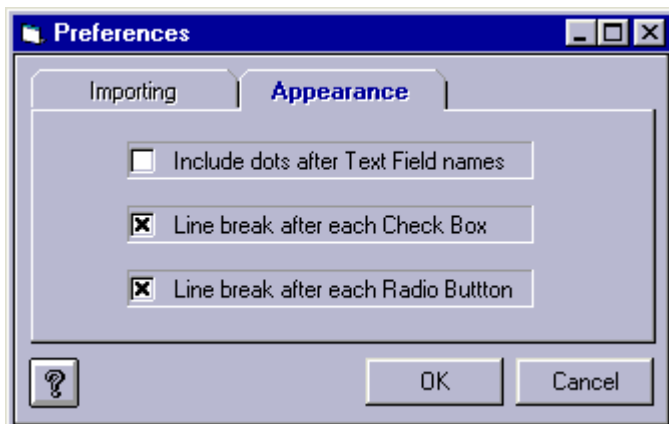 Preferences
Importing Appearance
Include dots after Text Field names
Line break after each Check Box
Line break after each Radio Buttton
? OK Cancel